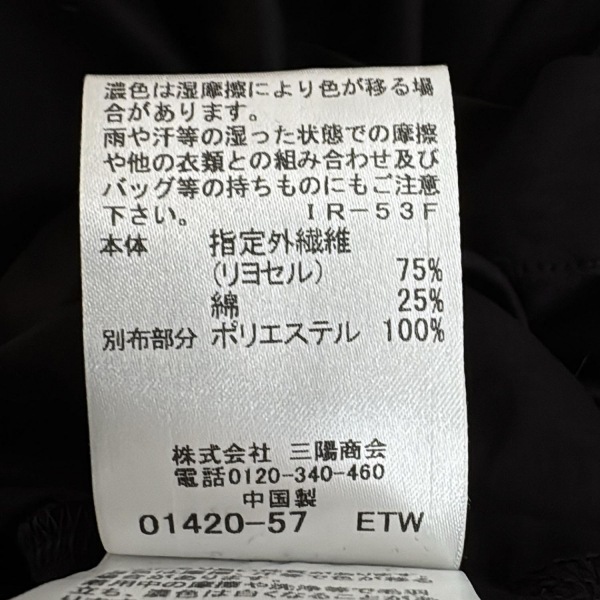 濃色は湿摩擦により色が移る場
合があります。
雨や汗等の湿った状態での摩擦
や他の衣類との組み合わせ及び
バッグ等の持ちものにもご注意
下さい。 IR-53F
本体 指定外繊維
(リヨセル) 75%
綿 25%
別布部分 ポリエステル 100%
株式会社 三陽商会
電話0120-340-460
中国製
01420-57 ETW